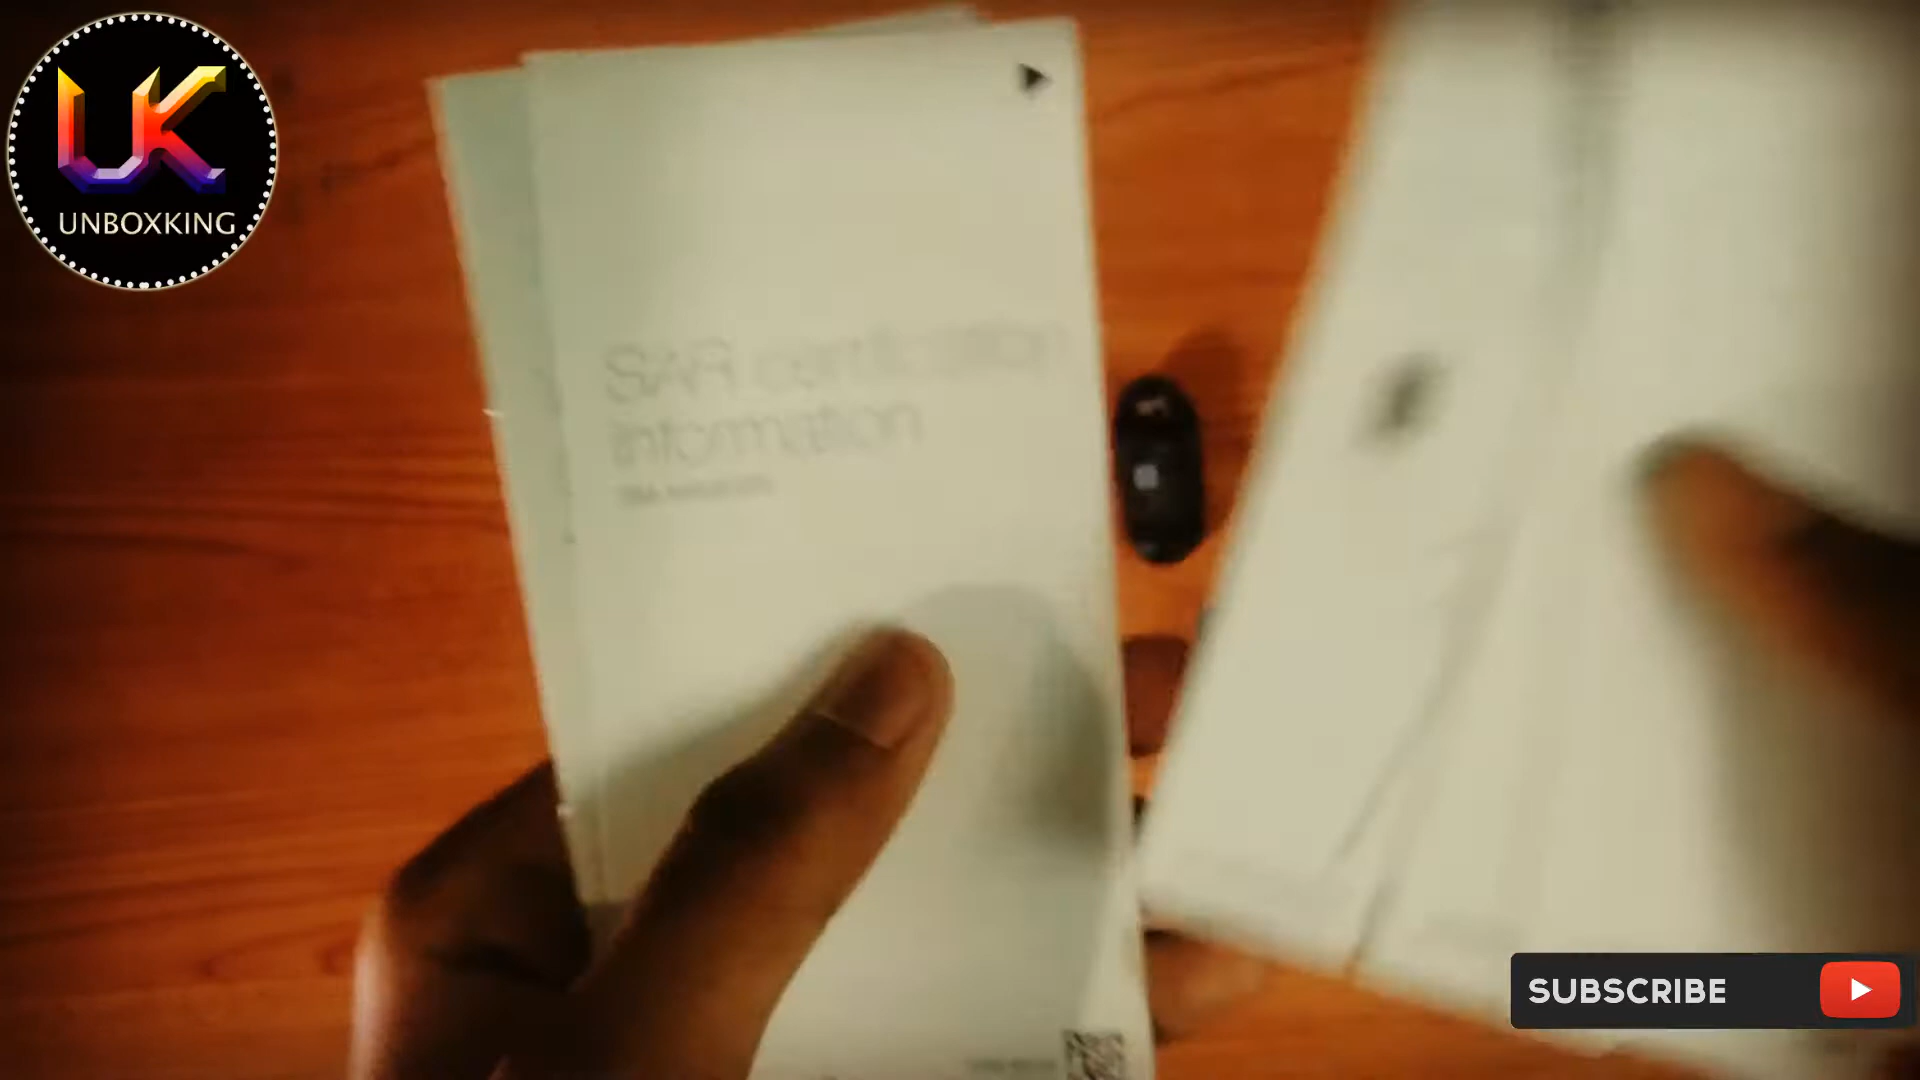 UK
UNBOXKING
SAR certification
information
SUBSCRIBE